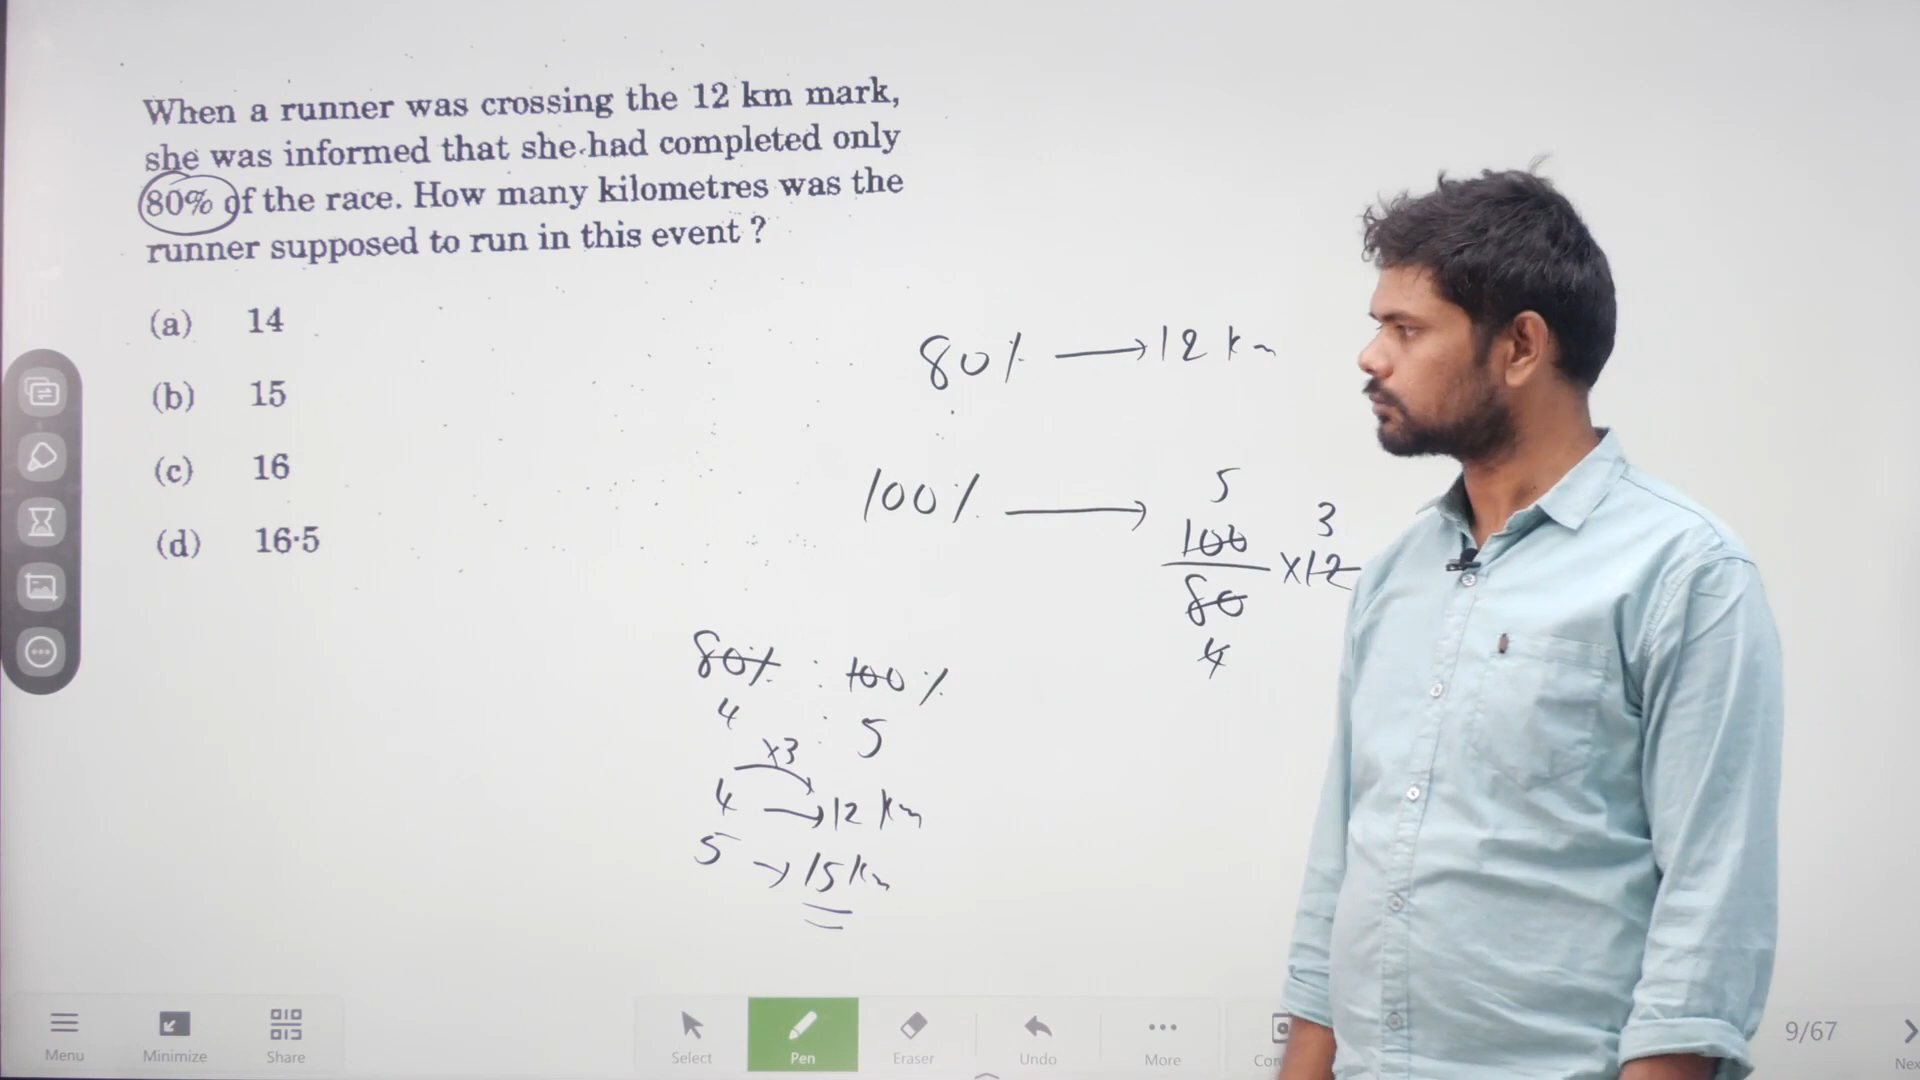 When a runner was crossing the 12 km mark,
she was informed that she had completed only
80% of the race. How many kilometres was the
runner supposed to run in this event ?
(a) 14
(b) 15
(c) 16
(d) 16·5
80% → 12 km
100% → 100/80 × 12
5
3
4
80% : 100%
4 : 5
×3
4 → 12 km
5 → 15 km
Menu
Minimize
Share
Select
Pen
Eraser
Undo
More
9/67